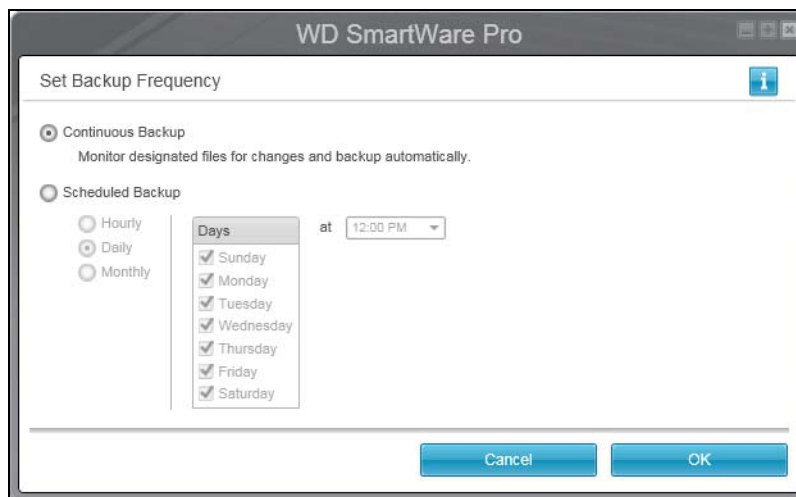 WD SmartWare Pro
Set Backup Frequency
i
Continuous Backup
Monitor designated files for changes and backup automatically.
Scheduled Backup
Hourly
Daily
Monthly
Days
Sunday
Monday
Tuesday
Wednesday
Thursday
Friday
Saturday
at 12:00 PM
Cancel OK